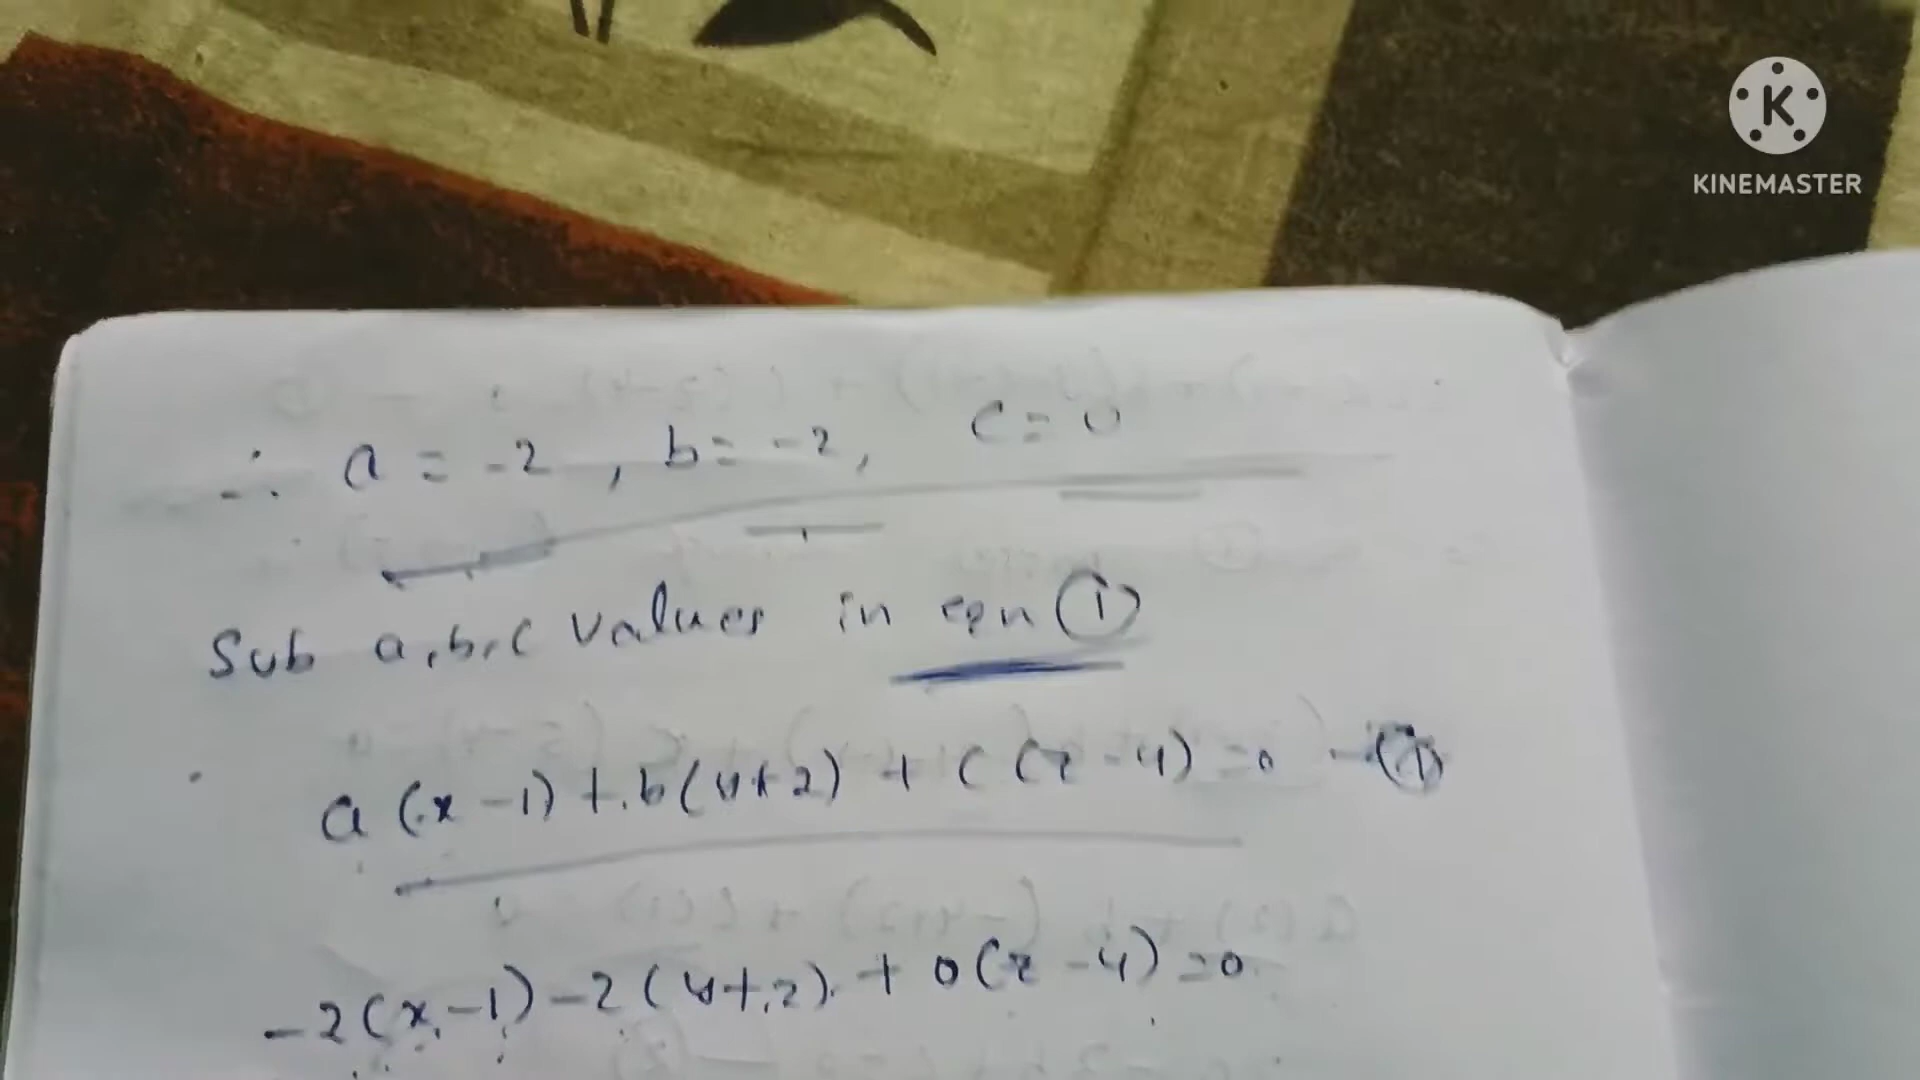 KINEMASTER
∴ a = -2 , b = -2, c = 0
Sub a,b,c values in eqn ①
a (x - 1) + b (y + 2) + c (z - 4) = 0 - ①
-2 (x - 1) - 2 (y + 2) + 0 (z - 4) = 0